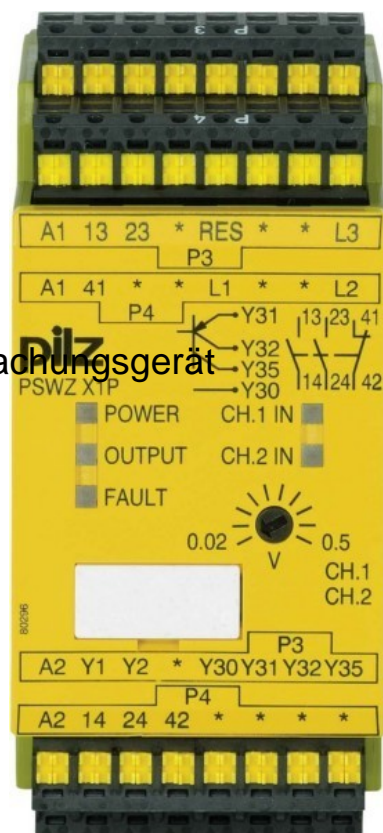 P 3
P 4
A1 13 23 * RES * * L3
P3
A1 41 * * L1 * * L2
P4
pilz
achungsgerät
PSWZ X1P
Y31
Y32
Y35
Y30
13 23 41
14 24 42
POWER
CH.1 IN
OUTPUT
CH.2 IN
FAULT
0.02
0.5
V
CH.1
CH.2
80296
P3
A2 Y1 Y2 * Y30 Y31 Y32 Y35
P4
A2 14 24 42 * * * *